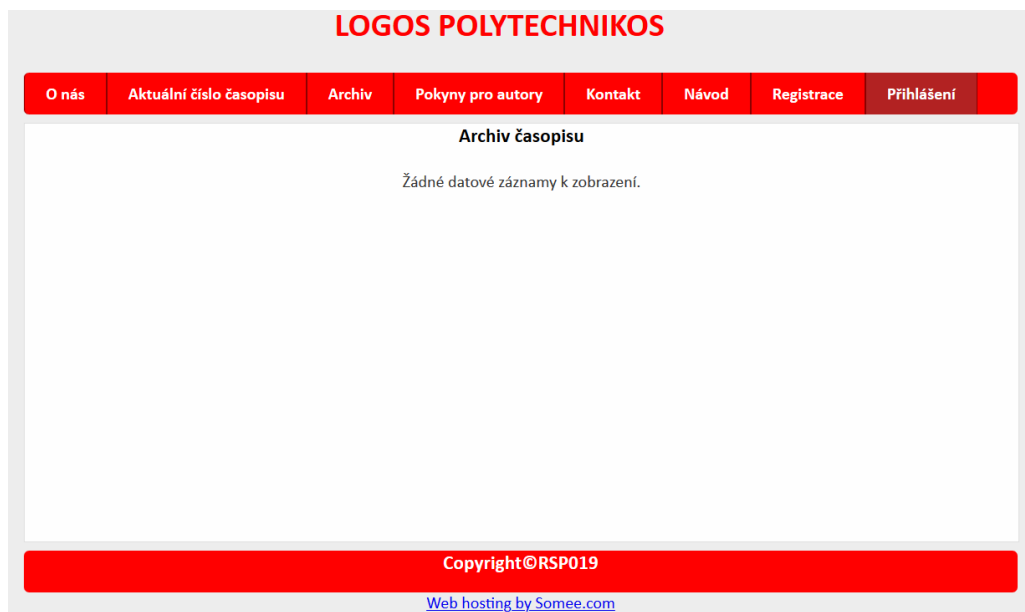 LOGOS POLYTECHNIKOS
O nás Aktuální číslo časopisu Archiv Pokyny pro autory Kontakt Návod Registrace Přihlášení
Archiv časopisu
Žádné datové záznamy k zobrazení.
Copyright©RSP019
Web hosting by Somee.com